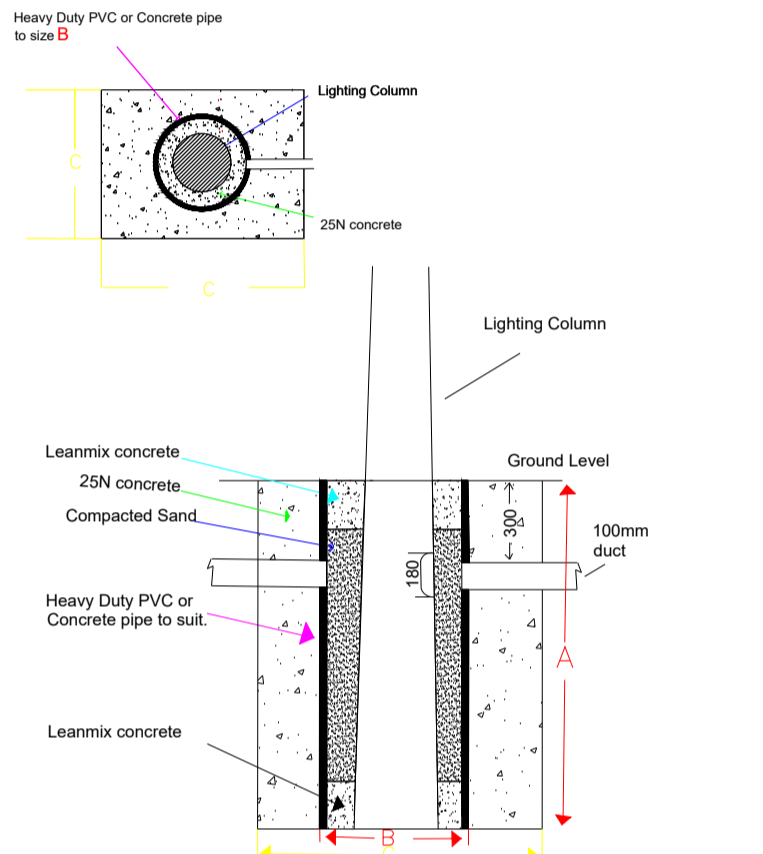 Heavy Duty PVC or Concrete pipe
to size B
Lighting Column
C
25N concrete
C
Lighting Column
Leanmix concrete
Ground Level
25N concrete
Compacted Sand
300
100mm
duct
180
Heavy Duty PVC or
Concrete pipe to suit.
A
Leanmix concrete
B